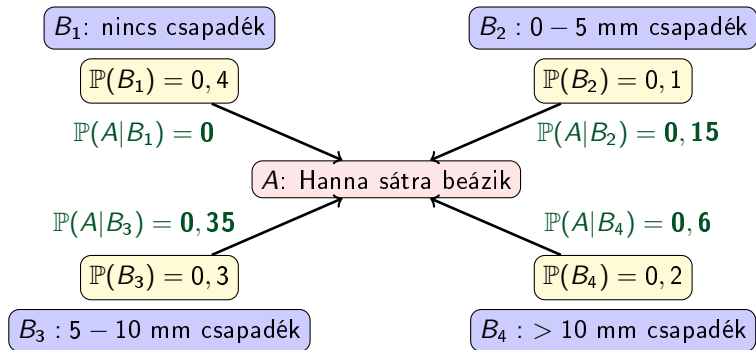 B₁: nincs csapadék
B₂ : 0 − 5 mm csapadék
ℙ(B₁) = 0, 4
ℙ(B₂) = 0, 1
ℙ(A|B₁) = 0
ℙ(A|B₂) = 0, 15
A: Hanna sátra beázik
ℙ(A|B₃) = 0, 35
ℙ(A|B₄) = 0, 6
ℙ(B₃) = 0, 3
ℙ(B₄) = 0, 2
B₃ : 5 − 10 mm csapadék
B₄ : > 10 mm csapadék